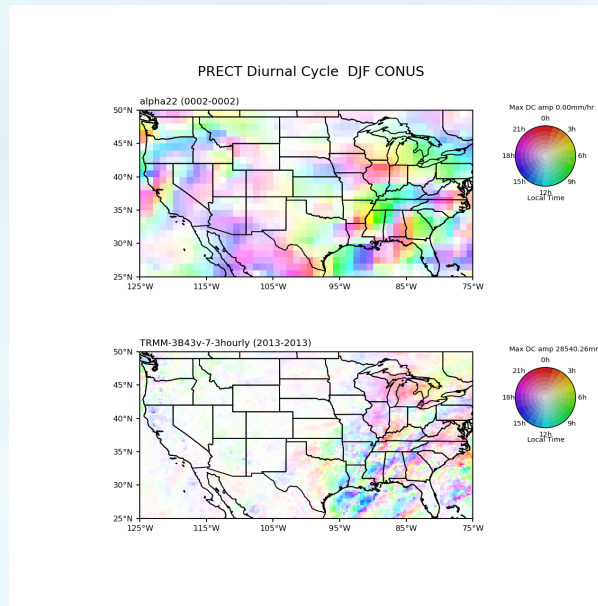 PRECT Diurnal Cycle  DJF CONUS
alpha22 (0002-0002)
50°N
45°N
40°N
35°N
30°N
25°N
125°W 115°W 105°W 95°W 85°W 75°W
Max DC amp 0.00mm/hr
0h
21h 3h
18h 6h
15h 9h
12h
Local Time
TRMM-3B43v-7-3hourly (2013-2013)
50°N
45°N
40°N
35°N
30°N
25°N
125°W 115°W 105°W 95°W 85°W 75°W
Max DC amp 28540.26mr
0h
21h 3h
18h 6h
15h 9h
12h
Local Time